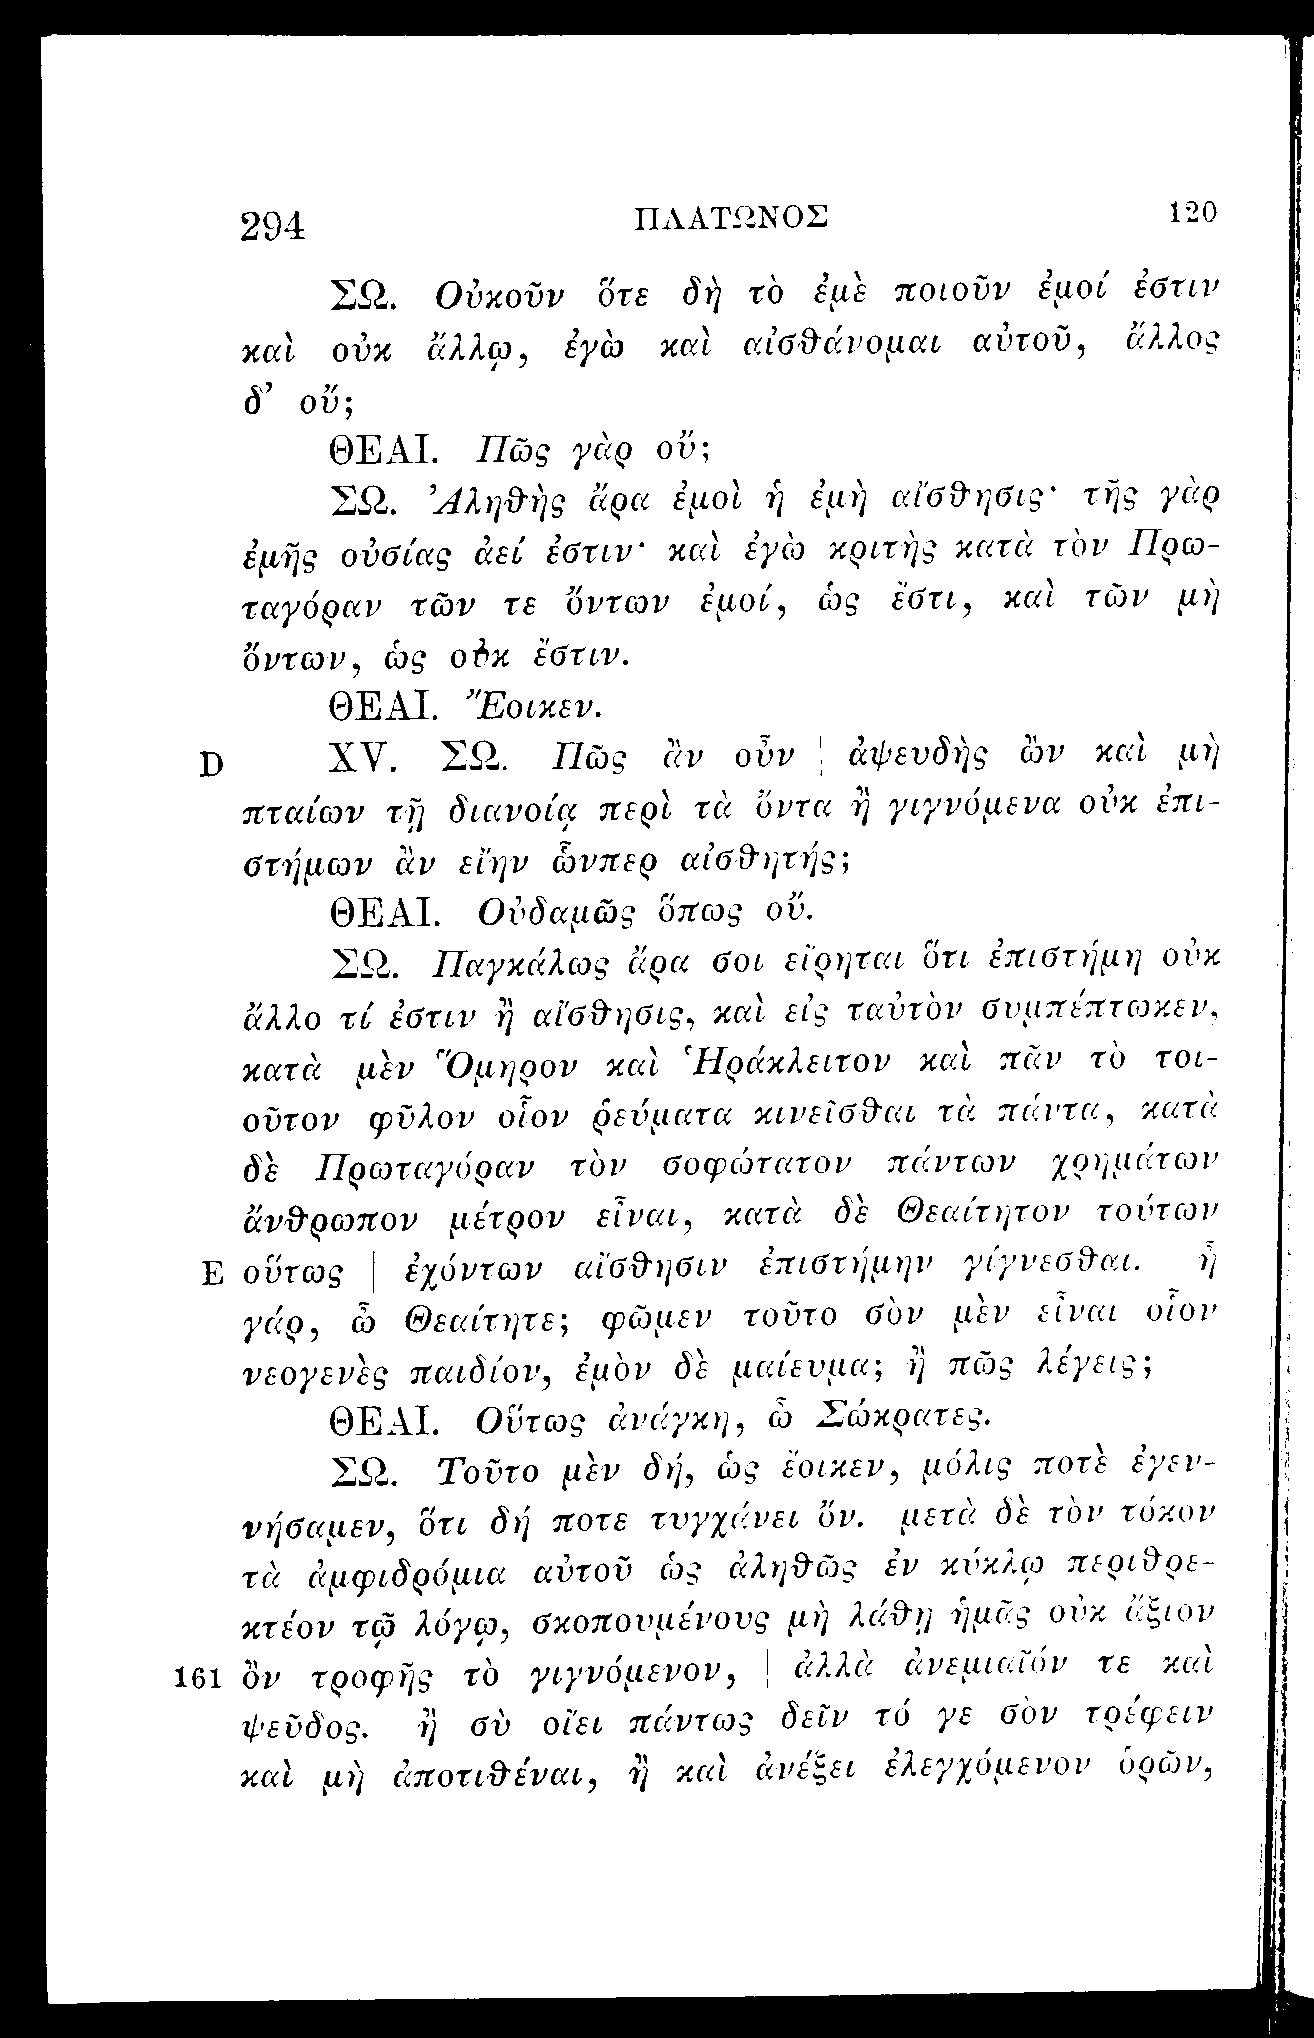 294 ΠΛΑΤΩΝΟΣ 120
ΣΩ. Οὐκοῦν ὅτε δὴ τὸ ἐμὲ ποιοῦν ἐμοί ἐστιν
καὶ οὐκ ἄλλῳ, ἐγὼ καὶ αἰσθάνομαι αὐτοῦ, ἄλλος
δ’ οὔ;
ΘΕΑΙ. Πῶς γὰρ οὔ;
ΣΩ. Ἀληθὴς ἄρα ἐμοὶ ἡ ἐμὴ αἴσθησις· τῆς γὰρ
ἐμῆς οὐσίας ἀεί ἐστιν· καὶ ἐγὼ κριτὴς κατὰ τὸν Πρω-
ταγόραν τῶν τε ὄντων ἐμοί, ὡς ἔστι, καὶ τῶν μὴ
ὄντων, ὡς οὐκ ἔστιν.
ΘΕΑΙ. Ἔοικεν.
D XV. ΣΩ. Πῶς ἂν οὖν | ἀψευδὴς ὢν καὶ μὴ
πταίων τῇ διανοίᾳ περὶ τὰ ὄντα ἢ γιγνόμενα οὐκ ἐπι-
στήμων ἂν εἴην ὧνπερ αἰσθητής;
ΘΕΑΙ. Οὐδαμῶς ὅπως οὔ.
ΣΩ. Παγκάλως ἄρα σοι εἴρηται ὅτι ἐπιστήμη οὐκ
ἄλλο τί ἐστιν ἢ αἴσθησις, καὶ εἰς ταὐτὸν συμπέπτωκεν,
κατὰ μὲν Ὅμηρον καὶ Ἡράκλειτον καὶ πᾶν τὸ τοι-
οῦτον φῦλον οἷον ῥεύματα κινεῖσθαι τὰ πάντα, κατὰ
δὲ Πρωταγόραν τὸν σοφώτατον πάντων χρημάτων
ἄνθρωπον μέτρον εἶναι, κατὰ δὲ Θεαίτητον τούτων
E οὕτως | ἐχόντων αἴσθησιν ἐπιστήμην γίγνεσθαι. ἦ
γάρ, ὦ Θεαίτητε; φῶμεν τοῦτο σὸν μὲν εἶναι οἷον
νεογενὲς παιδίον, ἐμὸν δὲ μαίευμα; ἢ πῶς λέγεις;
ΘΕΑΙ. Οὕτως ἀνάγκη, ὦ Σώκρατες.
ΣΩ. Τοῦτο μὲν δή, ὡς ἔοικεν, μόλις ποτὲ ἐγεν-
νήσαμεν, ὅτι δή ποτε τυγχάνει ὄν. μετὰ δὲ τὸν τόκον
τὰ ἀμφιδρόμια αὐτοῦ ὡς ἀληθῶς ἐν κύκλῳ περιθρε-
κτέον τῷ λόγῳ, σκοπουμένους μὴ λάθῃ ἡμᾶς οὐκ ἄξιον
161 ὂν τροφῆς τὸ γιγνόμενον, | ἀλλὰ ἀνεμιαῖόν τε καὶ
ψεῦδος. ἢ σὺ οἴει πάντως δεῖν τό γε σὸν τρέφειν
καὶ μὴ ἀποτιθέναι, ἢ καὶ ἀνέξει ἐλεγχόμενον ὁρῶν,